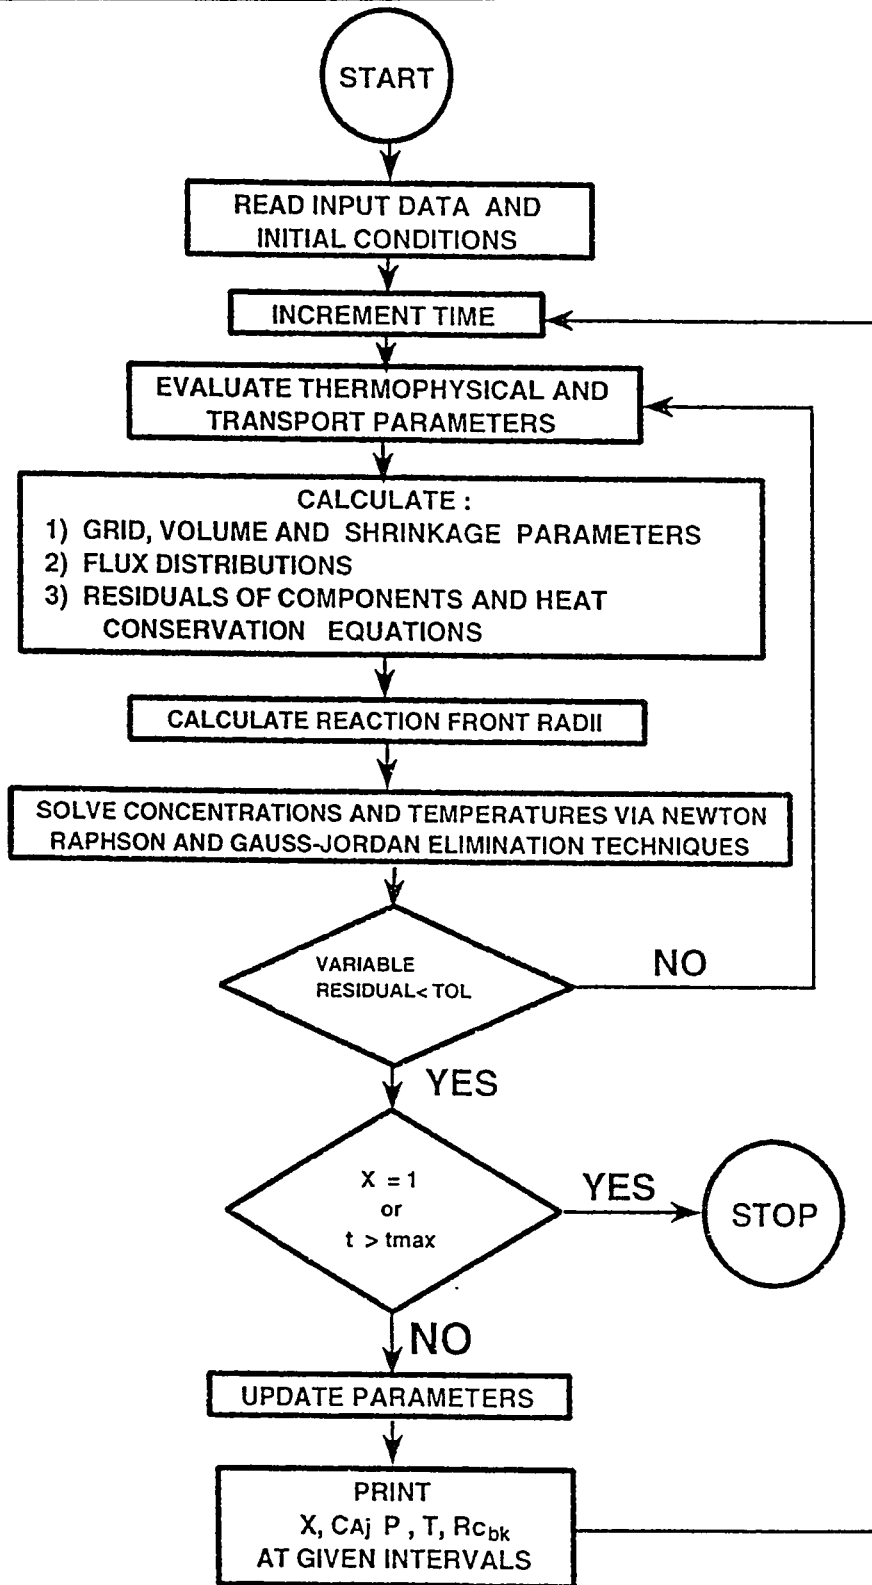 START
READ INPUT DATA AND
INITIAL CONDITIONS
INCREMENT TIME
EVALUATE THERMOPHYSICAL AND
TRANSPORT PARAMETERS
CALCULATE :
1) GRID, VOLUME AND SHRINKAGE PARAMETERS
2) FLUX DISTRIBUTIONS
3) RESIDUALS OF COMPONENTS AND HEAT
CONSERVATION EQUATIONS
CALCULATE REACTION FRONT RADII
SOLVE CONCENTRATIONS AND TEMPERATURES VIA NEWTON
RAPHSON AND GAUSS-JORDAN ELIMINATION TECHNIQUES
VARIABLE
RESIDUAL< TOL
NO
YES
X = 1
or
t > tmax
YES
STOP
NO
UPDATE PARAMETERS
PRINT
X, CAj P , T, Rcbk
AT GIVEN INTERVALS